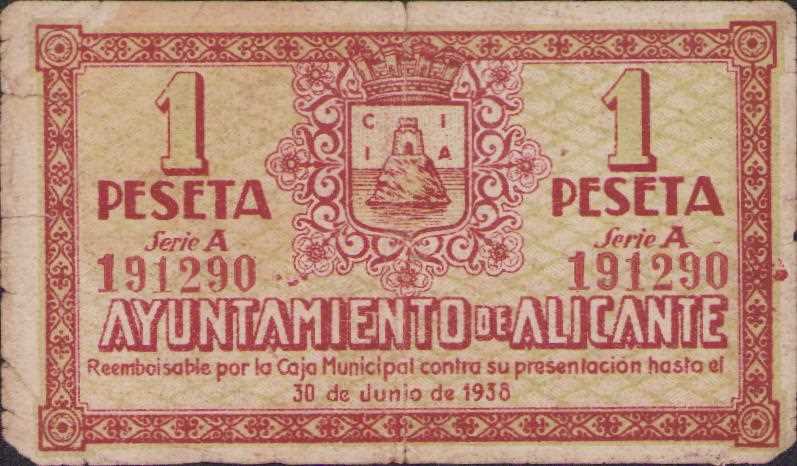 1 1
PESETA PESETA
Serie A Serie A
191290 191290
C I
I A
AYUNTAMIENTO DE ALICANTE
Reembolsable por la Caja Municipal contra su presentación hasta el
30 de Junio de 1938